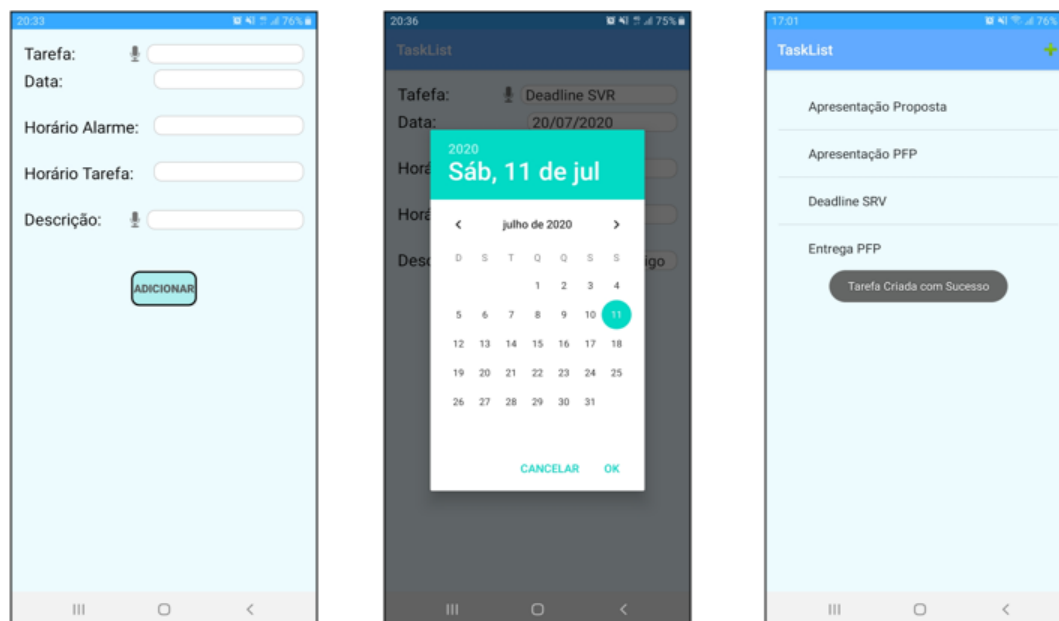 20:33 76%
Tarefa:
Data:
Horário Alarme:
Horário Tarefa:
Descrição:
ADICIONAR
20:36 75%
TaskList
Tafefa: Deadline SVR
Data: 20/07/2020
Horá
Horá
Desc igo
2020
Sáb, 11 de jul
julho de 2020
D S T Q Q S S
1 2 3 4
5 6 7 8 9 10 11
12 13 14 15 16 17 18
19 20 21 22 23 24 25
26 27 28 29 30 31
CANCELAR OK
17:01 76%
TaskList
Apresentação Proposta
Apresentação PFP
Deadline SRV
Entrega PFP
Tarefa Criada com Sucesso